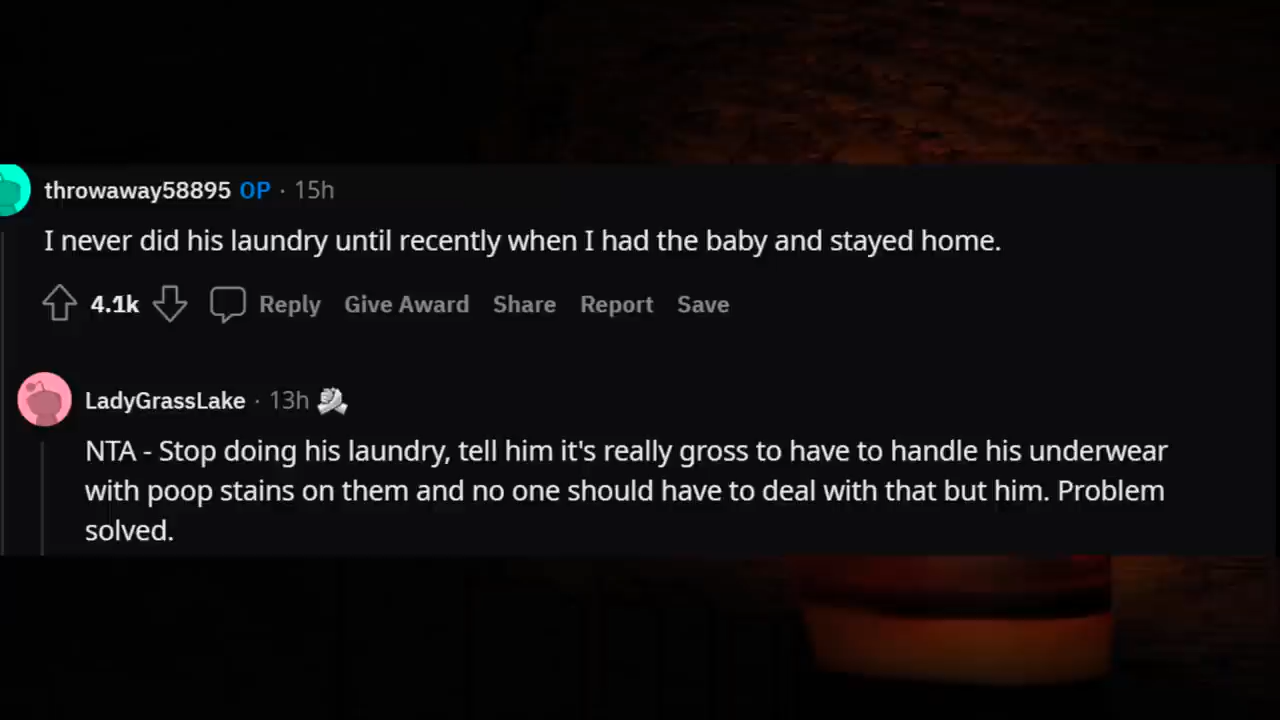 throwaway58895 OP · 15h
I never did his laundry until recently when I had the baby and stayed home.
4.1k Reply Give Award Share Report Save
LadyGrassLake · 13h
NTA - Stop doing his laundry, tell him it's really gross to have to handle his underwear
with poop stains on them and no one should have to deal with that but him. Problem
solved.